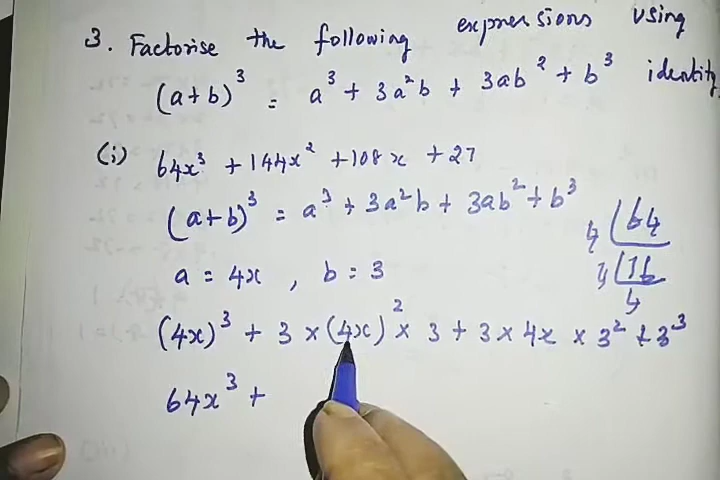 3. Factorise the following expressions using
(a+b)³ = a³ + 3a²b + 3ab² + b³ identity,
(i) 64x³ + 144x² + 108x + 27
(a+b)³ = a³ + 3a²b + 3ab² + b³
4 64
a = 4x , b = 3
4 16
4
(4x)³ + 3 × (4x)² × 3 + 3 × 4x × 3² + 3³
64x³ +